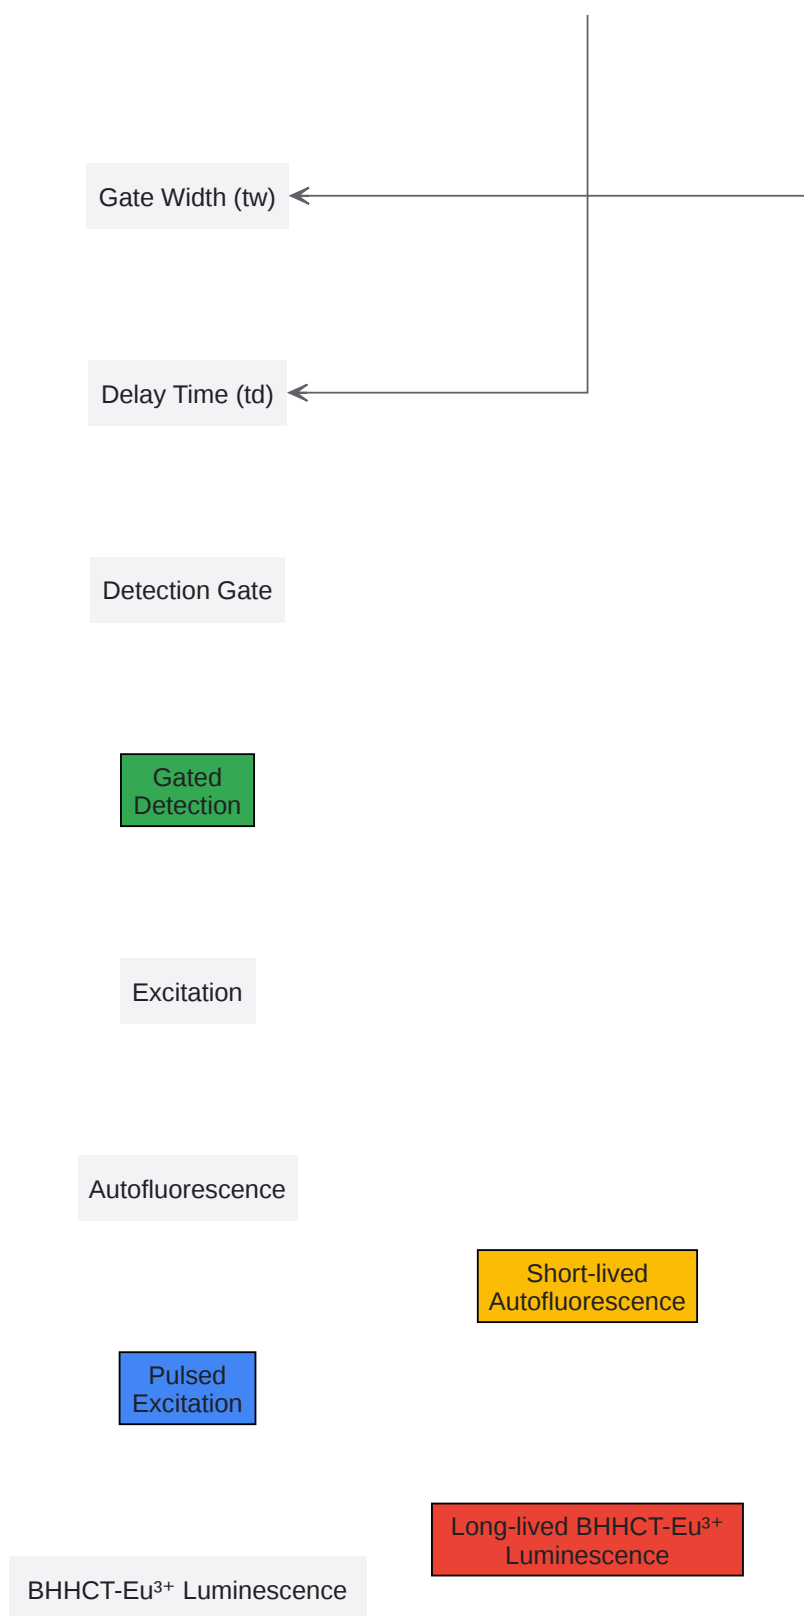 Gate Width (tw)
Delay Time (td)
Detection Gate
Gated
Detection
Excitation
Autofluorescence
Short-lived
Autofluorescence
Pulsed
Excitation
Long-lived BHHCT-Eu³⁺
Luminescence
BHHCT-Eu³⁺ Luminescence